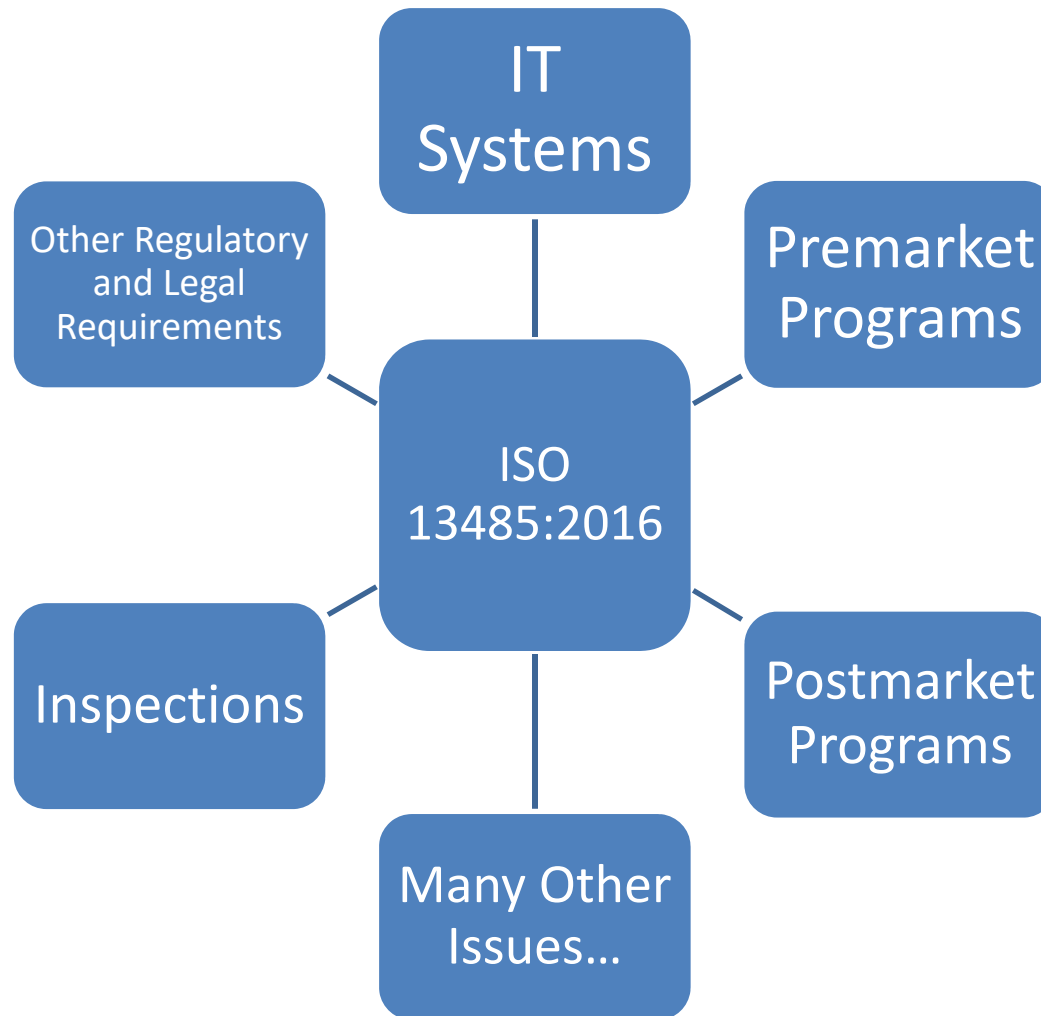 IT
Systems
Other Regulatory
and Legal
Requirements
Premarket
Programs
ISO
13485:2016
Inspections
Postmarket
Programs
Many Other
Issues…